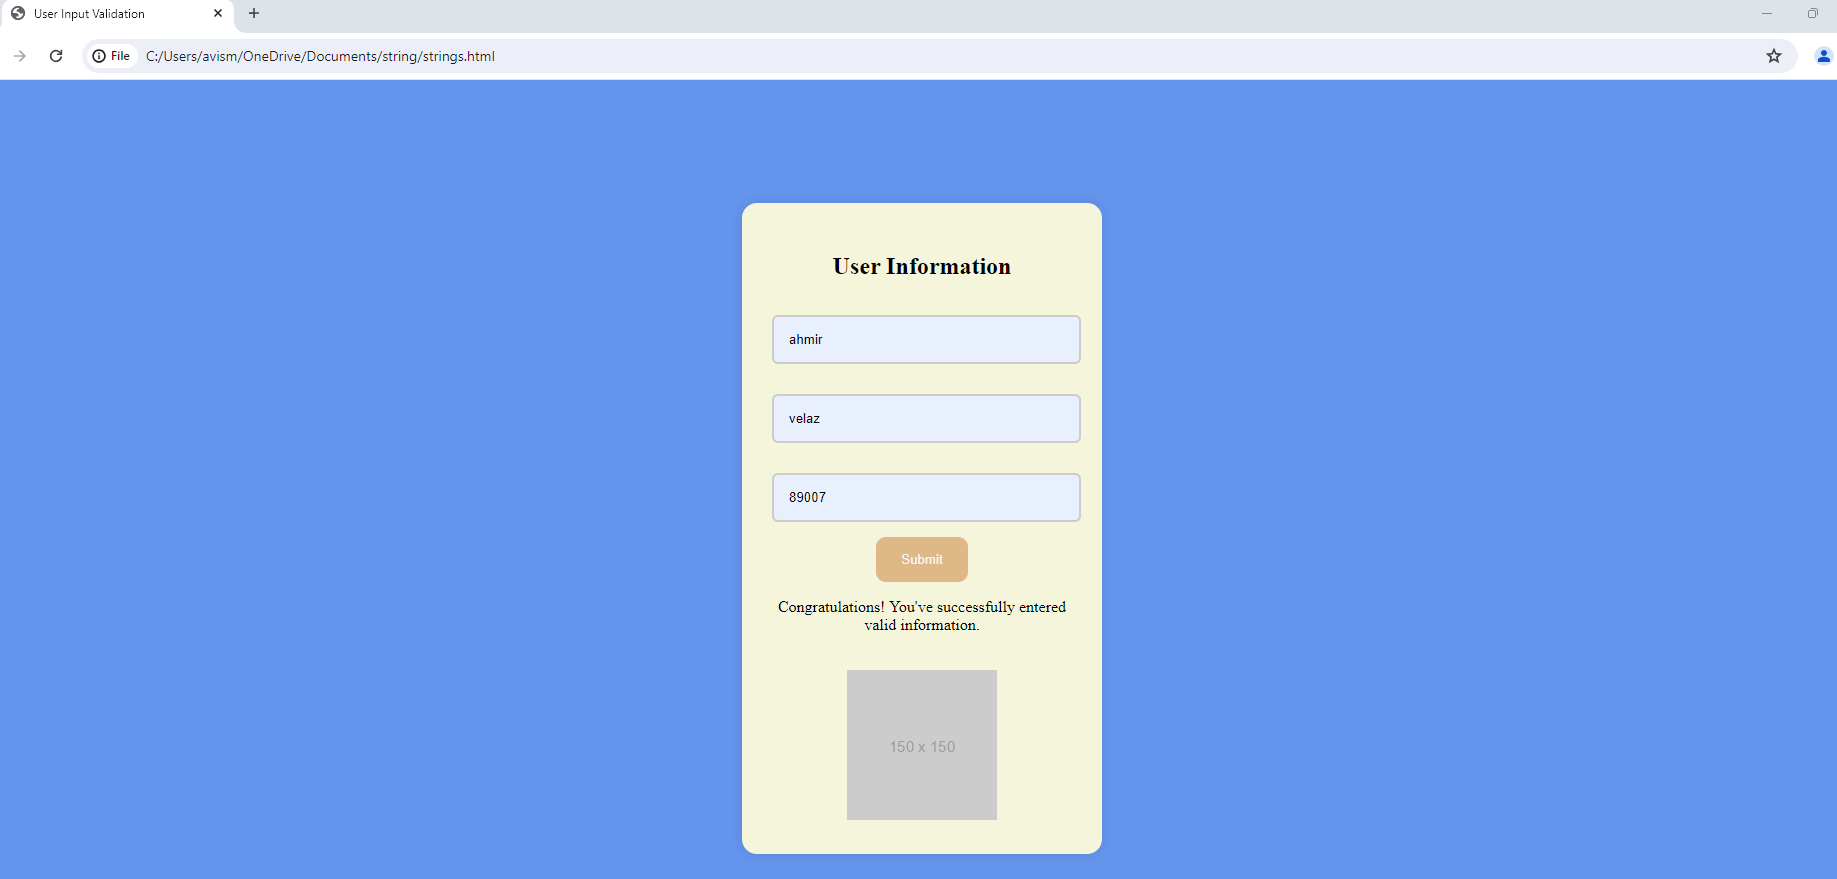 User Input Validation
File C:/Users/avism/OneDrive/Documents/string/strings.html
User Information
ahmir
velaz
89007
Submit
Congratulations! You've successfully entered
valid information.
150 x 150